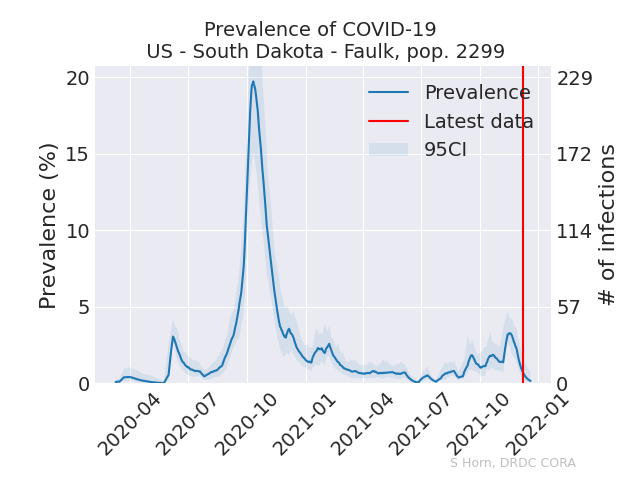 Prevalence of COVID-19
US - South Dakota - Faulk, pop. 2299
Prevalence (%)
20
15
10
5
0
Prevalence
Latest data
95CI
229
172
114
57
0
# of infections
2020-04
2020-07
2020-10
2021-01
2021-04
2021-07
2021-10
2022-01
S Horn, DRDC CORA